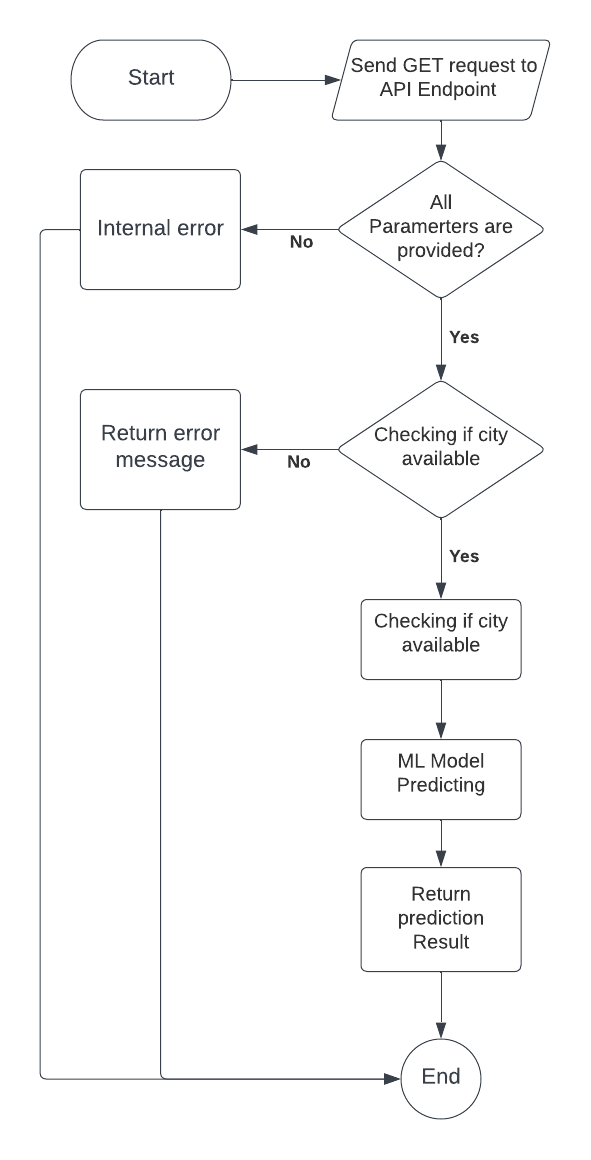 Start
Send GET request to
API Endpoint
All
Paramerters are
provided?
No
Internal error
Yes
Checking if city
available
No
Return error
message
Yes
Checking if city
available
ML Model
Predicting
Return
prediction
Result
End